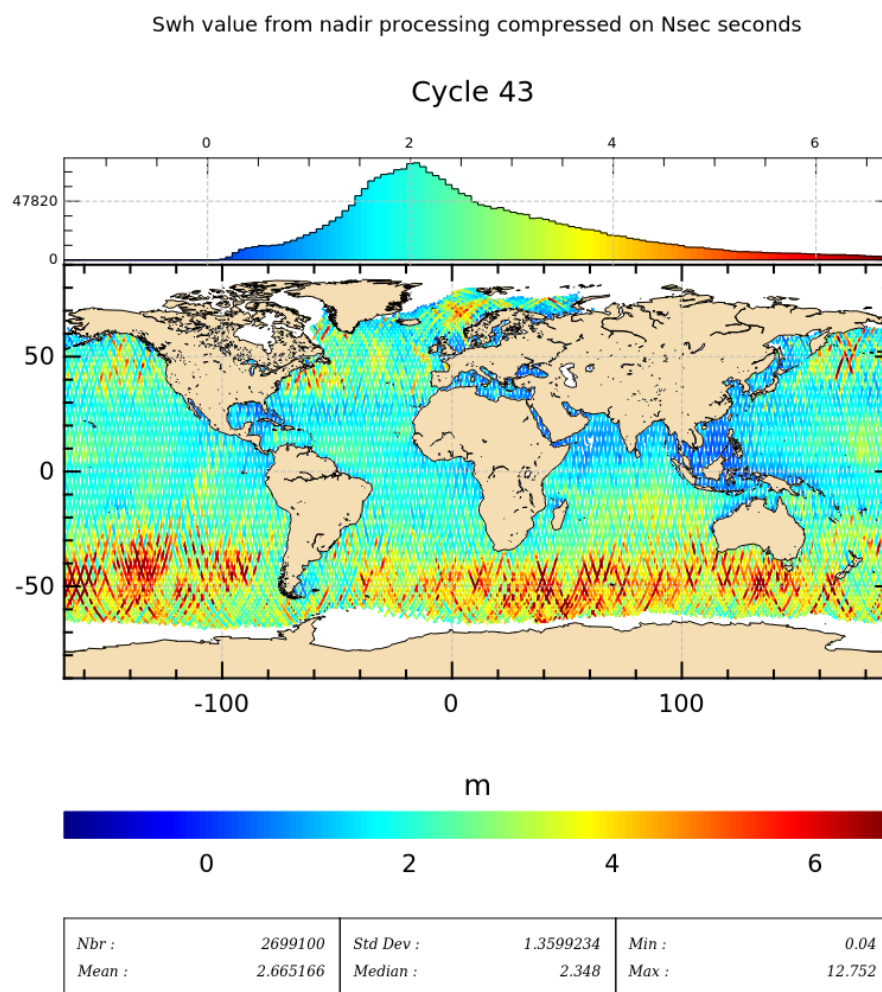 Swh value from nadir processing compressed on Nsec seconds
Cycle 43
0 2 4 6
47820
0
50
0
-50
-100 0 100
m
0 2 4 6
Nbr : 2699100 Std Dev : 1.3599234 Min : 0.04
Mean : 2.665166 Median : 2.348 Max : 12.752